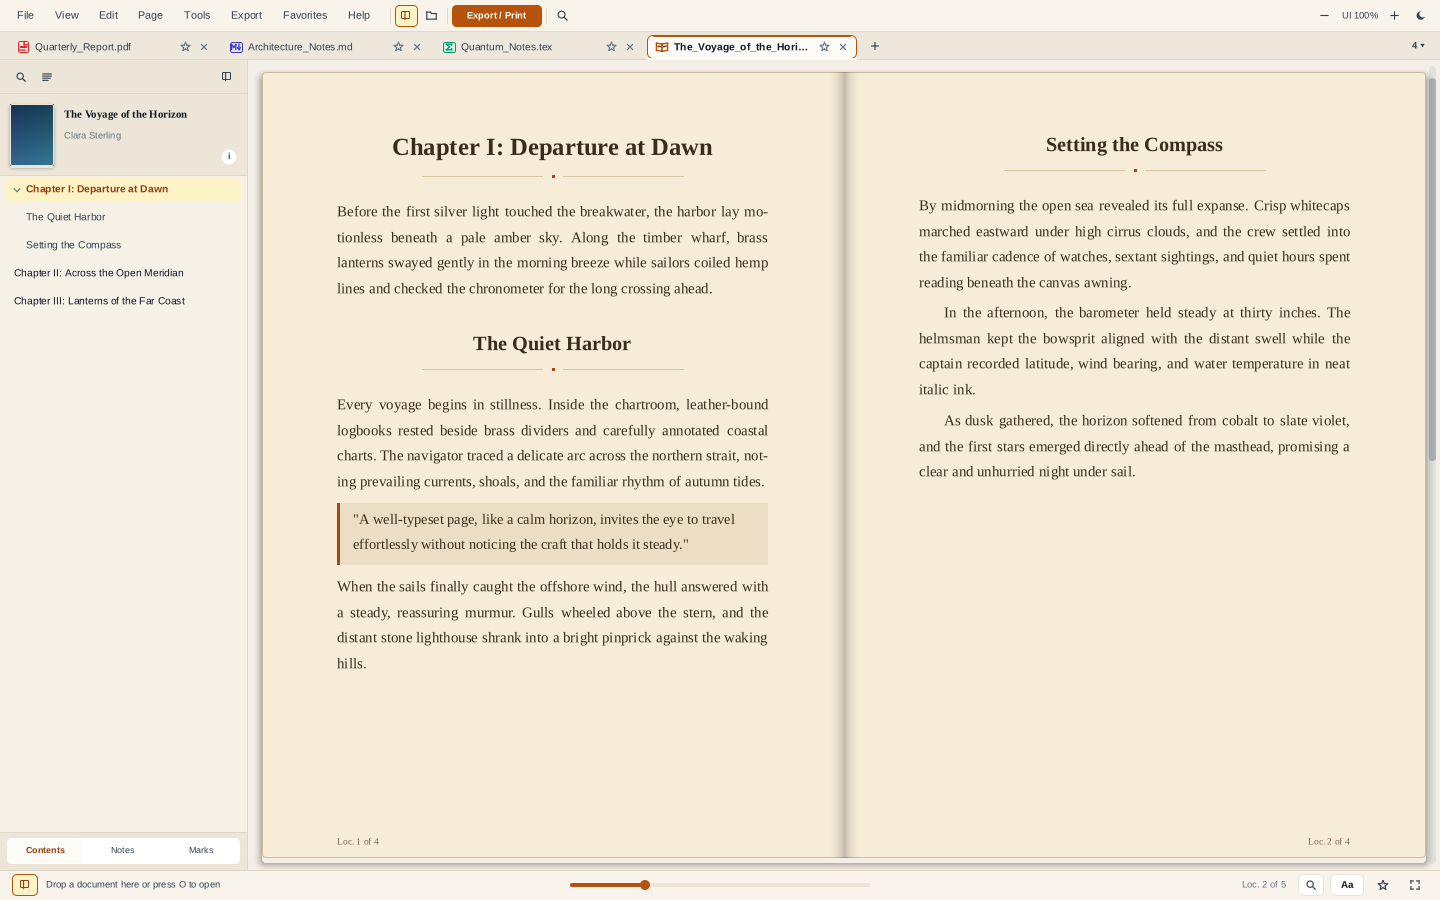 File View Edit Page Tools Export Favorites Help Export / Print UI 100%
Quarterly_Report.pdf Architecture_Notes.md Quantum_Notes.tex The_Voyage_of_the_Hori... 4
The Voyage of the Horizon
Clara Sterling
i
Chapter I: Departure at Dawn
The Quiet Harbor
Setting the Compass
Chapter II: Across the Open Meridian
Chapter III: Lanterns of the Far Coast
Contents Notes Marks
Chapter I: Departure at Dawn
Before the first silver light touched the breakwater, the harbor lay mo-
tionless beneath a pale amber sky. Along the timber wharf, brass
lanterns swayed gently in the morning breeze while sailors coiled hemp
lines and checked the chronometer for the long crossing ahead.
The Quiet Harbor
Every voyage begins in stillness. Inside the chartroom, leather-bound
logbooks rested beside brass dividers and carefully annotated coastal
charts. The navigator traced a delicate arc across the northern strait, not-
ing prevailing currents, shoals, and the familiar rhythm of autumn tides.
"A well-typeset page, like a calm horizon, invites the eye to travel
effortlessly without noticing the craft that holds it steady."
When the sails finally caught the offshore wind, the hull answered with
a steady, reassuring murmur. Gulls wheeled above the stern, and the
distant stone lighthouse shrank into a bright pinprick against the waking
hills.
Loc. 1 of 4
Setting the Compass
By midmorning the open sea revealed its full expanse. Crisp whitecaps
marched eastward under high cirrus clouds, and the crew settled into
the familiar cadence of watches, sextant sightings, and quiet hours spent
reading beneath the canvas awning.
In the afternoon, the barometer held steady at thirty inches. The
helmsman kept the bowsprit aligned with the distant swell while the
captain recorded latitude, wind bearing, and water temperature in neat
italic ink.
As dusk gathered, the horizon softened from cobalt to slate violet,
and the first stars emerged directly ahead of the masthead, promising a
clear and unhurried night under sail.
Loc. 2 of 4
Drop a document here or press O to open Loc. 2 of 5 Aa